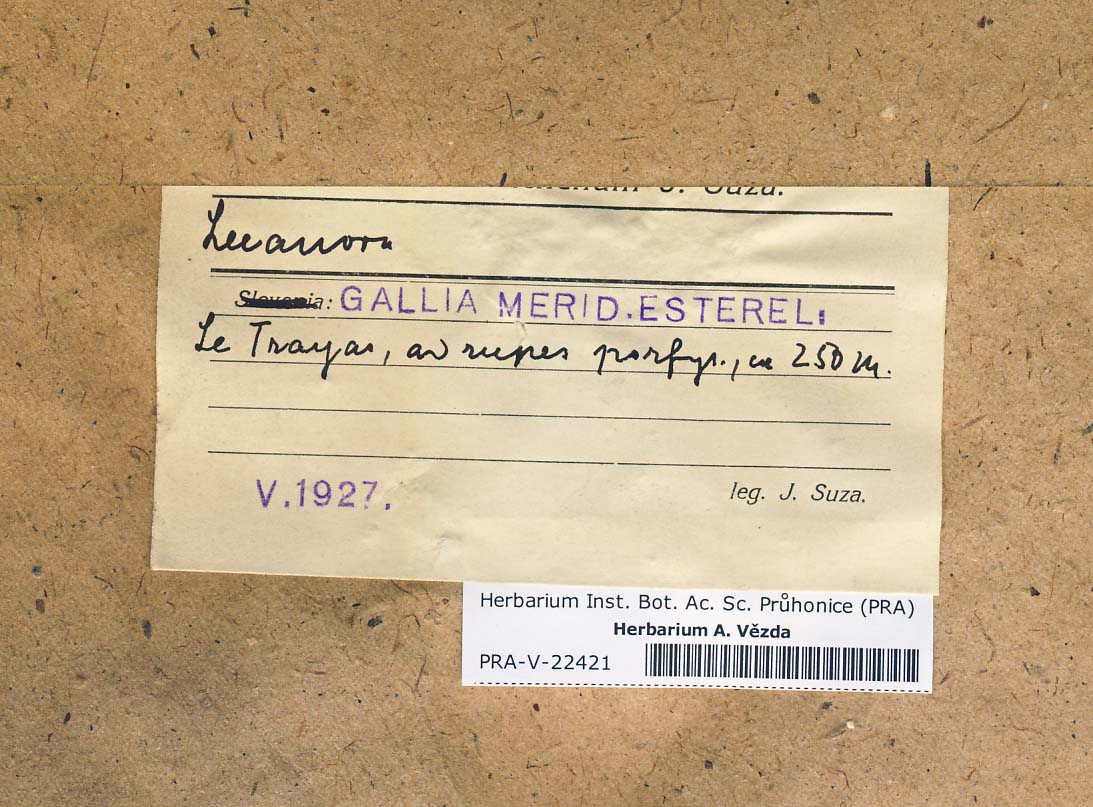 J. Suza.
Lecanora
Slovenia: GALLIA MERID. ESTEREL:
Le Trayas, ad rupes porfyr., ca 250 m.
V.1927.
leg. J. Suza.
Herbarium Inst. Bot. Ac. Sc. Průhonice (PRA)
Herbarium A. Vězda
PRA-V-22421